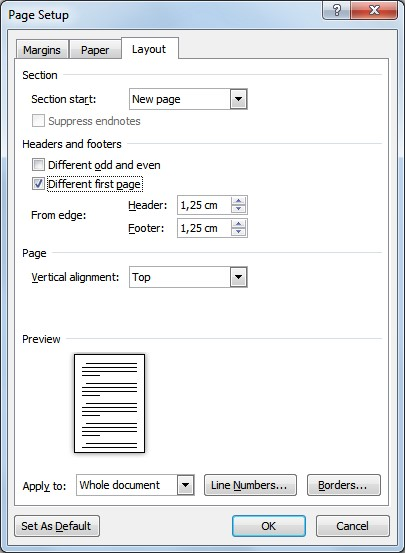 Page Setup
Margins Paper Layout
Section
Section start: New page
Suppress endnotes
Headers and footers
Different odd and even
Different first page
From edge: Header: 1,25 cm
Footer: 1,25 cm
Page
Vertical alignment: Top
Preview
Apply to: Whole document Line Numbers... Borders...
Set As Default OK Cancel